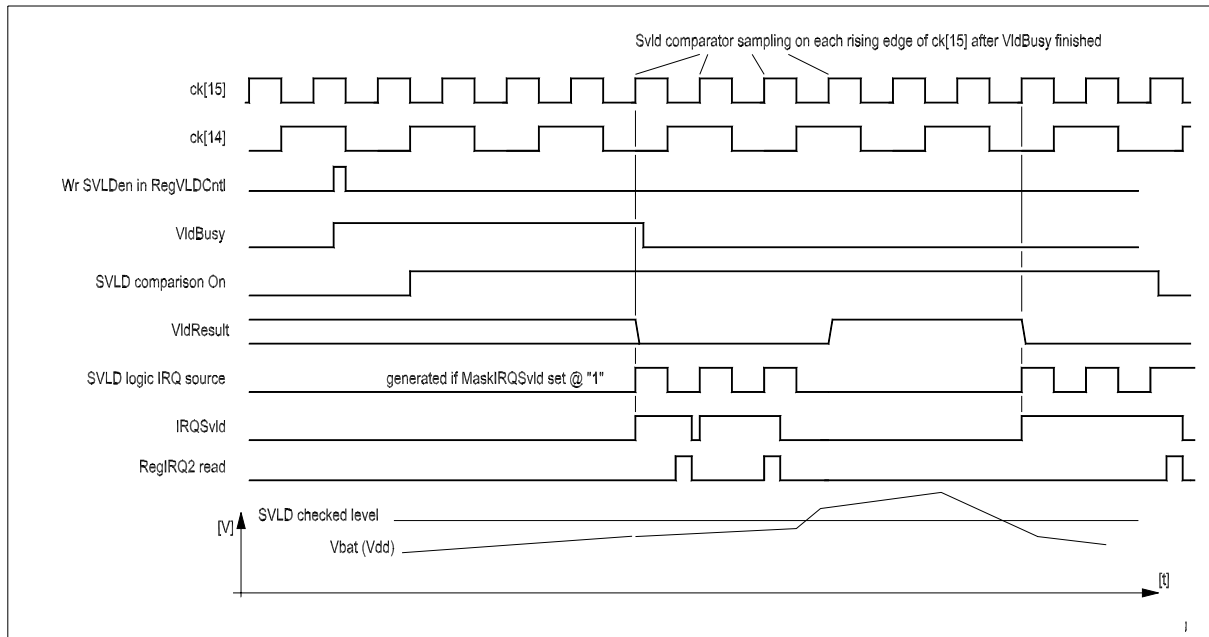 Svld comparator sampling on each rising edge of ck[15] after VldBusy finished
ck[15]
ck[14]
Wr SVLDen in RegVLDCntl
VldBusy
SVLD comparison On
VldResult
SVLD logic IRQ source
generated if MaskIRQSvld set @ "1"
IRQSvld
RegIRQ2 read
[V]
SVLD checked level
Vbat (Vdd)
[t]